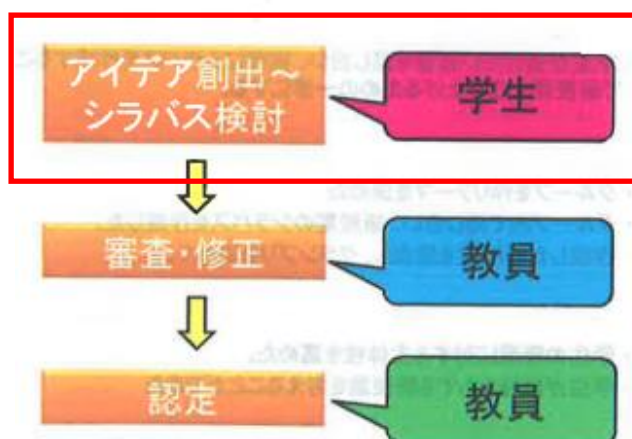 アイデア創出～
シラバス検討
学生
審査・修正
教員
認定
教員